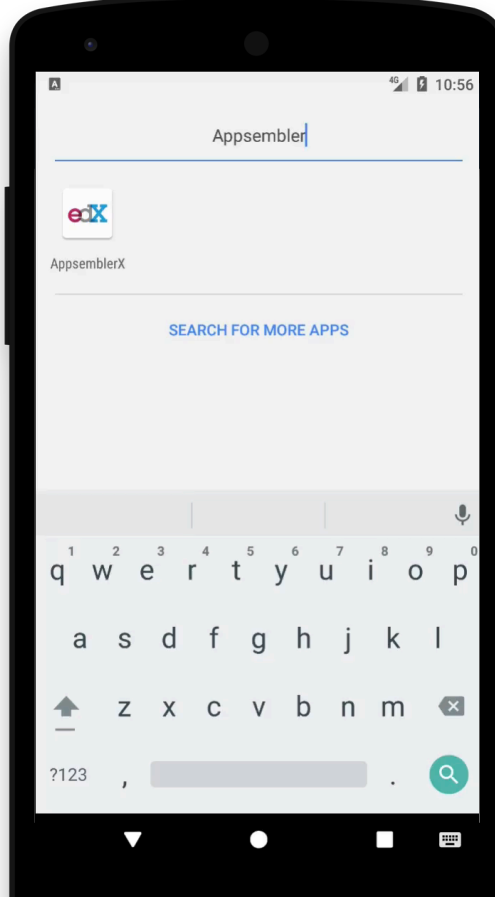 A
4G 10:56
Appsembler
edX
AppsemblerX
SEARCH FOR MORE APPS
1 2 3 4 5 6 7 8 9 0
q w e r t y u i o p
a s d f g h j k l
z x c v b n m
?123 , .